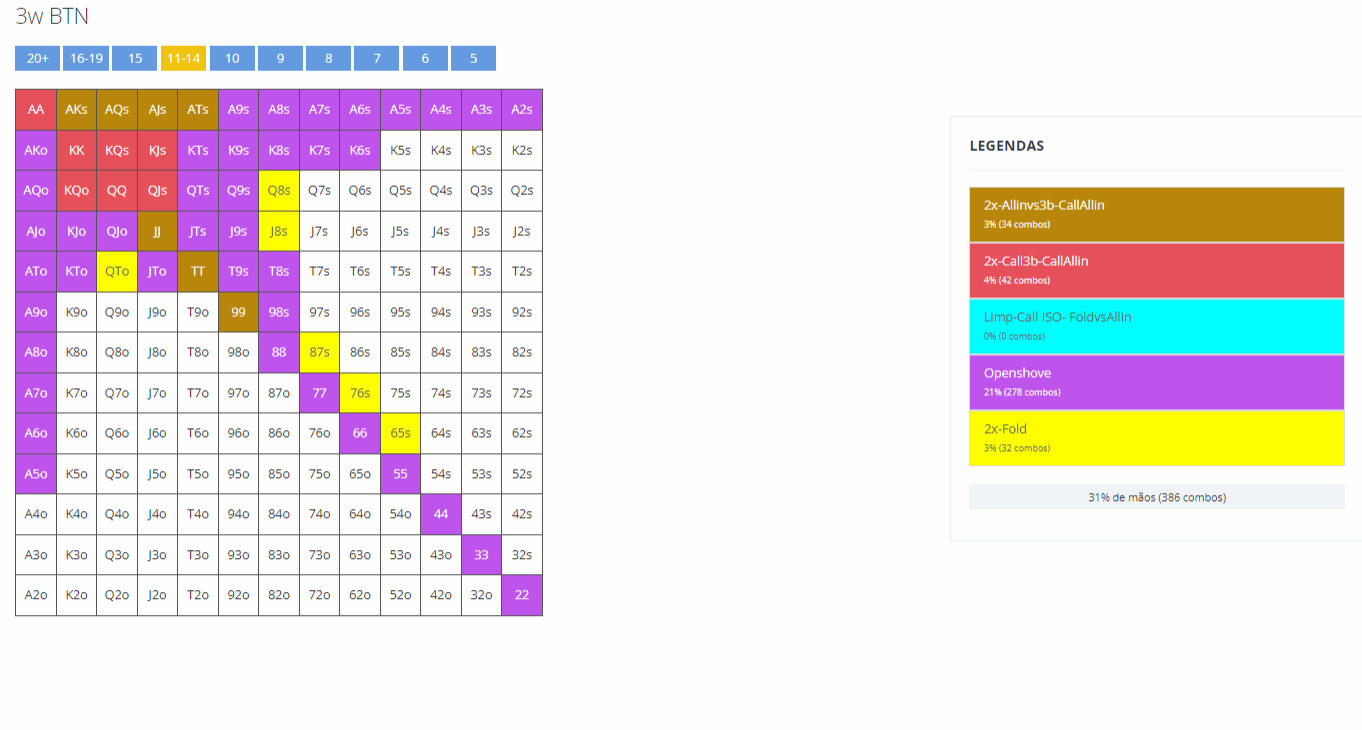 3w BTN
20+ 16-19 15 11-14 10 9 8 7 6 5
AA AKs AQs AJs ATs A9s A8s A7s A6s A5s A4s A3s A2s
AKo KK KQs KJs KTs K9s K8s K7s K6s K5s K4s K3s K2s
AQo KQo QQ QJs QTs Q9s Q8s Q7s Q6s Q5s Q4s Q3s Q2s
AJo KJo QJo JJ JTs J9s J8s J7s J6s J5s J4s J3s J2s
ATo KTo QTo JTo TT T9s T8s T7s T6s T5s T4s T3s T2s
A9o K9o Q9o J9o T9o 99 98s 97s 96s 95s 94s 93s 92s
A8o K8o Q8o J8o T8o 98o 88 87s 86s 85s 84s 83s 82s
A7o K7o Q7o J7o T7o 97o 87o 77 76s 75s 74s 73s 72s
A6o K6o Q6o J6o T6o 96o 86o 76o 66 65s 64s 63s 62s
A5o K5o Q5o J5o T5o 95o 85o 75o 65o 55 54s 53s 52s
A4o K4o Q4o J4o T4o 94o 84o 74o 64o 54o 44 43s 42s
A3o K3o Q3o J3o T3o 93o 83o 73o 63o 53o 43o 33 32s
A2o K2o Q2o J2o T2o 92o 82o 72o 62o 52o 42o 32o 22
LEGENDAS
2x-Allinvs3b-CallAllin
3% (34 combos)
2x-Call3b-CallAllin
4% (42 combos)
Limp-Call ISO- FoldvsAllin
0% (0 combos)
Openshove
21% (278 combos)
2x-Fold
3% (32 combos)
31% de mãos (386 combos)